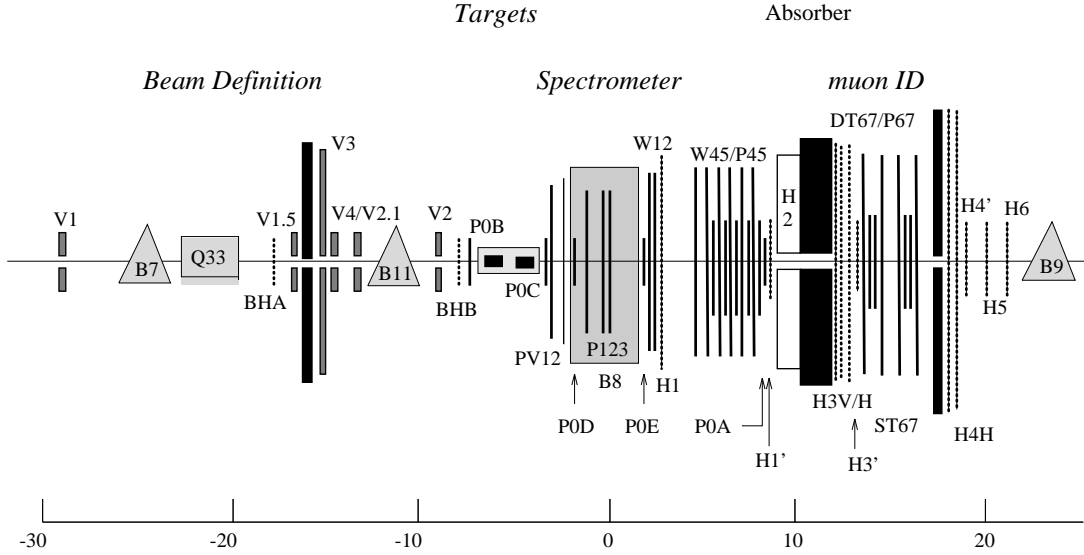 Targets
Absorber
Beam Definition
Spectrometer
muon ID
DT67/P67
V3
W12
W45/P45
V1
V1.5
V4/V2.1
V2
P0B
H2
H4'
H6
B7
Q33
B11
B9
BHA
BHB
P0C
H5
PV12
P123
B8
H1
H3V/H
P0D
P0E
P0A
ST67
H4H
H1'
H3'
-30
-20
-10
0
10
20